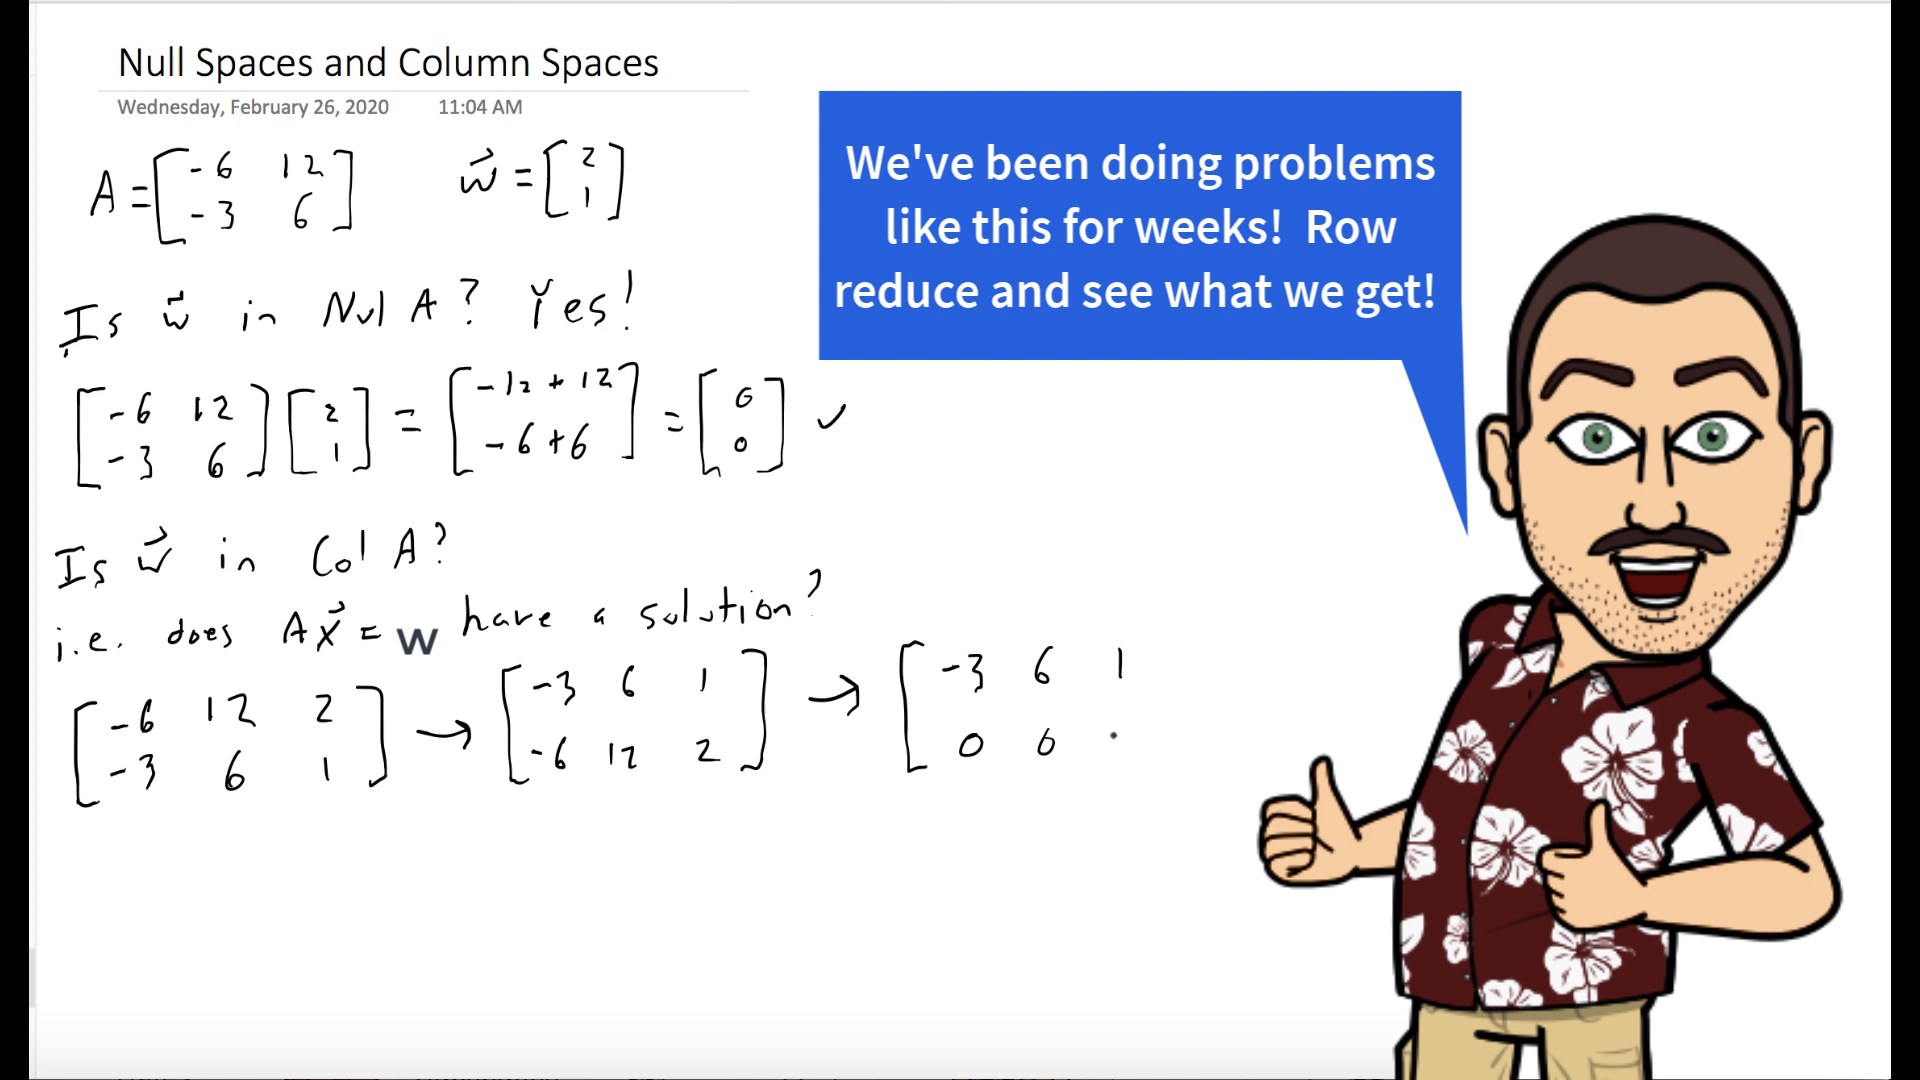 Null Spaces and Column Spaces
Wednesday, February 26, 2020 11:04 AM
A = [ -6 12 ; -3 6 ] w⃗ = [ 2 ; 1 ]
Is w⃗ in Nul A? Yes!
[ -6 12 ; -3 6 ] [ 2 ; 1 ] = [ -12 + 12 ; -6 + 6 ] = [ 0 ; 0 ] ✓
Is w⃗ in Col A?
i.e. does Ax⃗ = w have a solution?
[ -6 12 2 ; -3 6 1 ] → [ -3 6 1 ; -6 12 2 ] → [ -3 6 1 ; 0 0
We've been doing problems
like this for weeks! Row
reduce and see what we get!